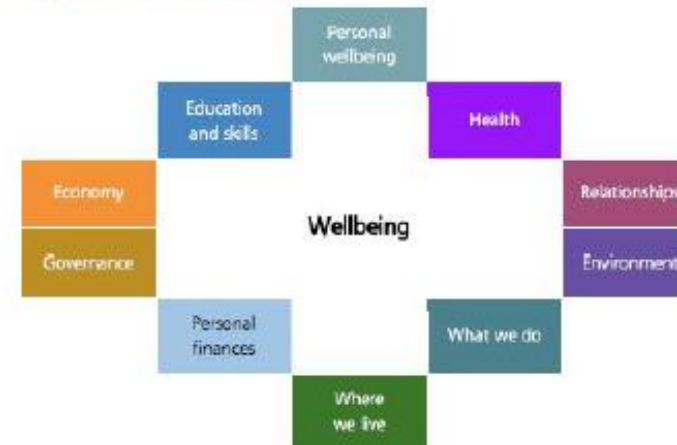 Personal
wellbeing
Education
and skills
Health
Economy
Relationships
Wellbeing
Governance
Environment
Personal
finances
What we do
Where
we live